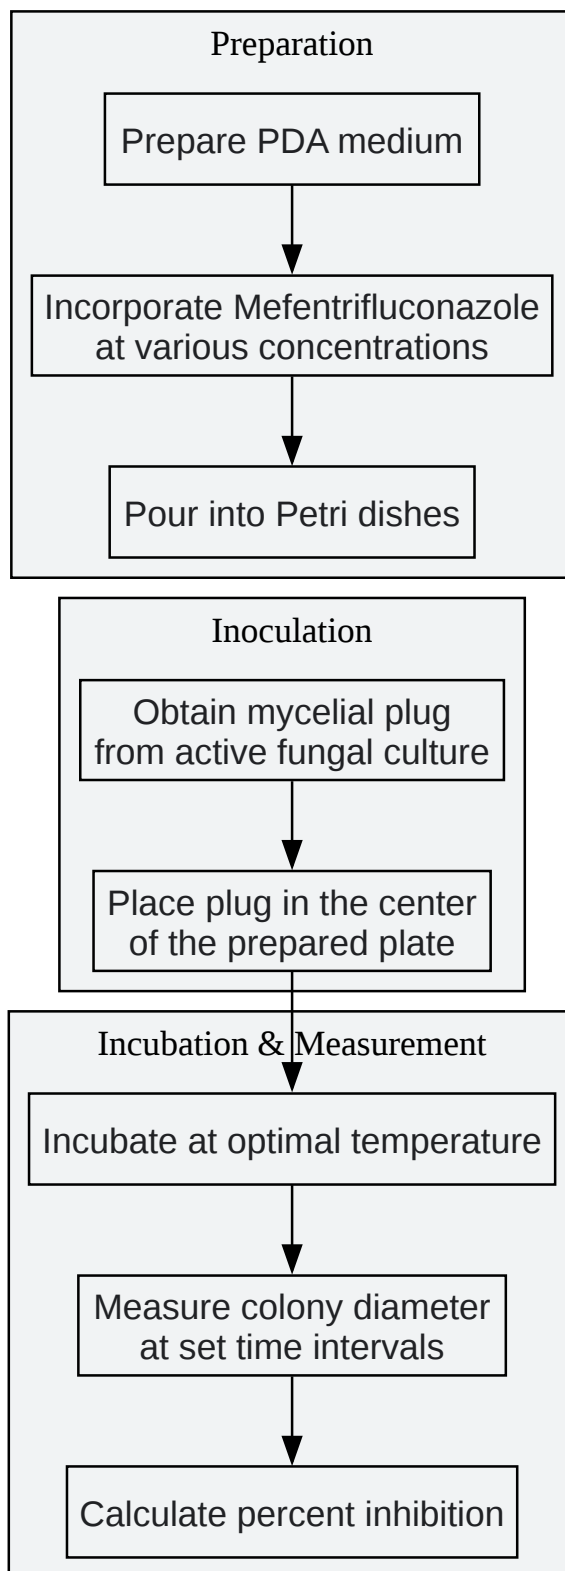 Preparation
Prepare PDA medium
Incorporate Mefentrifluconazole
at various concentrations
Pour into Petri dishes
Inoculation
Obtain mycelial plug
from active fungal culture
Place plug in the center
of the prepared plate
Incubation & Measurement
Incubate at optimal temperature
Measure colony diameter
at set time intervals
Calculate percent inhibition